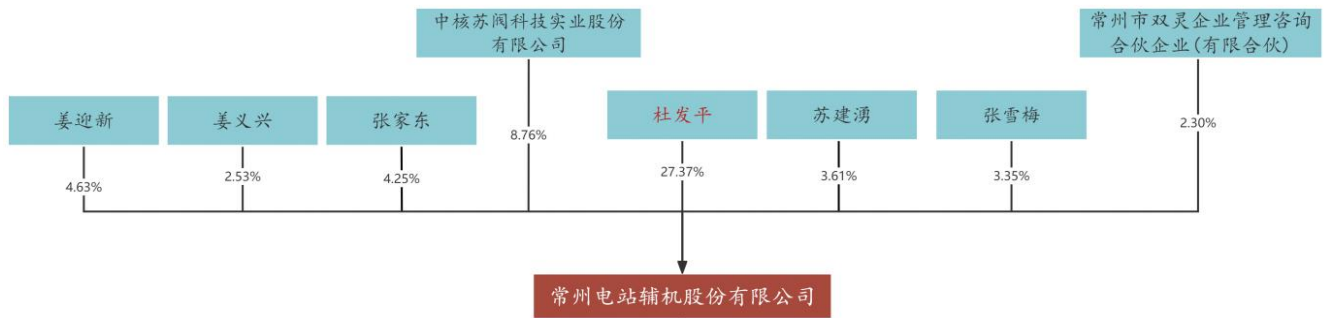 中核苏阀科技实业股份
有限公司
常州市双灵企业管理咨询
合伙企业(有限合伙)
姜迎新
姜义兴
张家东
杜发平
苏建湧
张雪梅
8.76%
2.30%
4.63%
2.53%
4.25%
27.37%
3.61%
3.35%
常州电站辅机股份有限公司